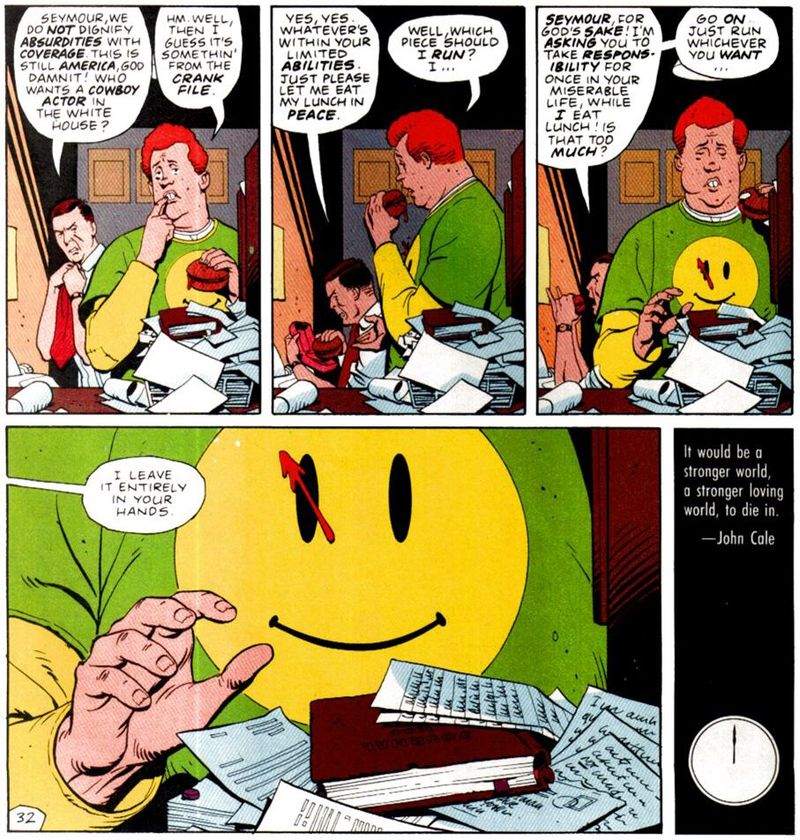 SEYMOUR, WE
DO NOT DIGNIFY
ABSURDITIES WITH
COVERAGE. THIS IS
STILL AMERICA, GOD
DAMNIT! WHO
WANTS A COWBOY
ACTOR IN
THE WHITE
HOUSE?
HM. WELL,
THEN I
GUESS IT'S
SOMETHIN'
FROM THE
CRANK
FILE.
YES, YES.
WHATEVER'S
WITHIN YOUR
LIMITED
ABILITIES.
JUST PLEASE
LET ME EAT
MY LUNCH IN
PEACE.
WELL, WHICH
PIECE SHOULD
I RUN?
I ...
SEYMOUR, FOR
GOD'S SAKE! I'M
ASKING YOU TO
TAKE RESPONS-
IBILITY FOR
ONCE IN YOUR
MISERABLE
LIFE, WHILE
I EAT
LUNCH! IS
THAT TOO
MUCH?
GO ON..
JUST RUN
WHICHEVER
YOU WANT
...
I LEAVE
IT ENTIRELY
IN YOUR
HANDS.
It would be a
stronger world,
a stronger loving
world, to die in.
—John Cale
32